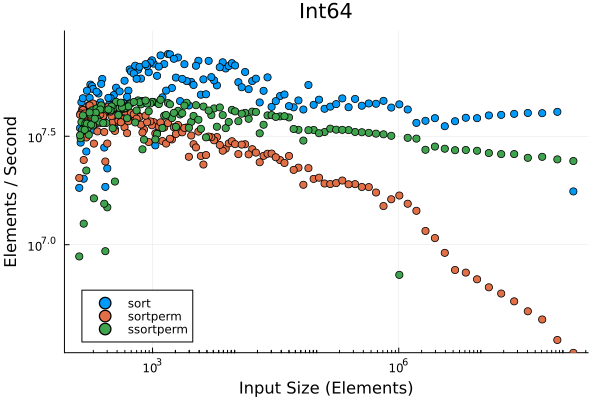 Int64
Elements / Second
10^7.5
10^7.0
sort
sortperm
ssortperm
10^3
10^6
Input Size (Elements)